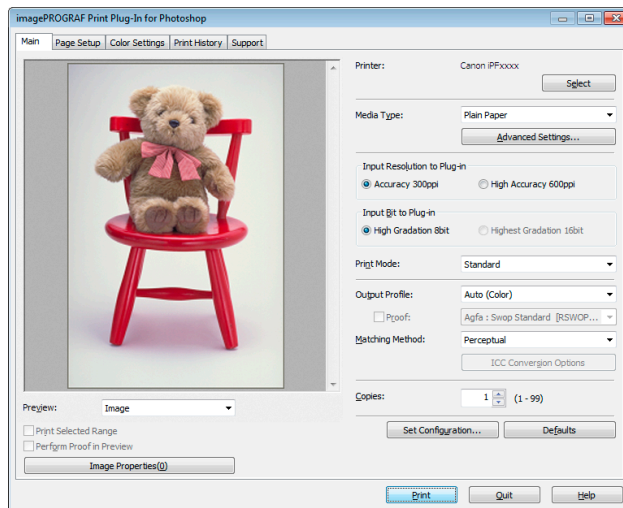 imagePROGRAF Print Plug-In for Photoshop
Main Page Setup Color Settings Print History Support
Printer: Canon iPFxxxx
Select
Media Type: Plain Paper
Advanced Settings...
Input Resolution to Plug-in
Accuracy 300ppi High Accuracy 600ppi
Input Bit to Plug-in
High Gradation 8bit Highest Gradation 16bit
Print Mode: Standard
Output Profile: Auto (Color)
Proof: Agfa : Swop Standard [RSWOP...
Matching Method: Perceptual
ICC Conversion Options
Copies: 1 (1 - 99)
Preview: Image
Print Selected Range
Perform Proof in Preview
Image Properties(0)
Set Configuration... Defaults
Print Quit Help